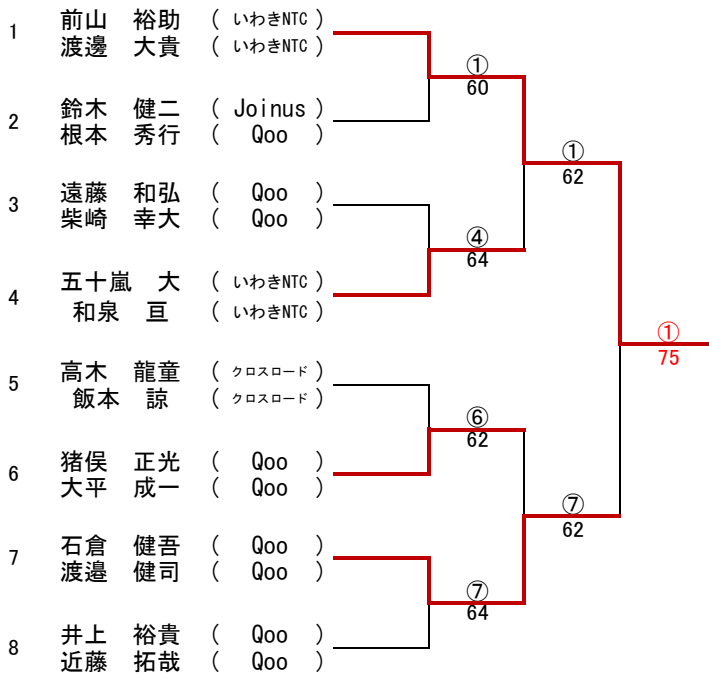 1 前山 裕助 ( いわきNTC )
渡邊 大貴 ( いわきNTC )
①
60
2 鈴木 健二 ( Joinus )
根本 秀行 ( Qoo )
①
62
3 遠藤 和弘 ( Qoo )
柴崎 幸大 ( Qoo )
④
64
4 五十嵐 大 ( いわきNTC )
和泉 亘 ( いわきNTC )
①
75
5 高木 龍童 ( クロスロード )
飯本 諒 ( クロスロード )
⑥
62
6 猪俣 正光 ( Qoo )
大平 成一 ( Qoo )
⑦
62
7 石倉 健吾 ( Qoo )
渡邉 健司 ( Qoo )
⑦
64
8 井上 裕貴 ( Qoo )
近藤 拓哉 ( Qoo )